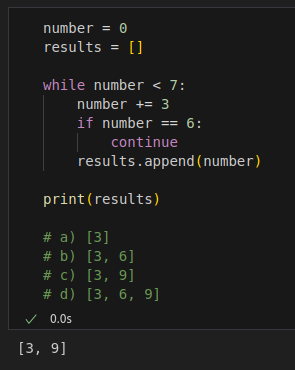 number = 0
results = []

while number < 7:
    number += 3
    if number == 6:
        continue
    results.append(number)

print(results)

# a) [3]
# b) [3, 6]
# c) [3, 9]
# d) [3, 6, 9]
✓ 0.0s
[3, 9]